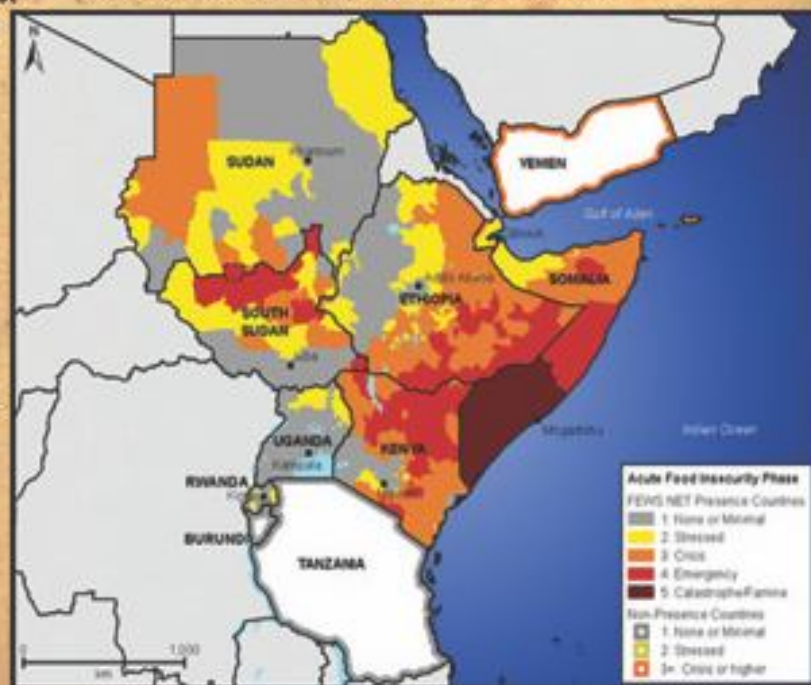 N
SUDAN
Khartoum
YEMEN
Gulf of Aden
Djibouti
Addis Ababa
ETHIOPIA
SOMALIA
SOUTH
SUDAN
Juba
UGANDA
Kampala
KENYA
Nairobi
Mogadishu
Indian Ocean
RWANDA
BURUNDI
TANZANIA
0 1,000
km
Acute Food Insecurity Phase
FEWS NET Presence Countries
1: None or Minimal
2: Stressed
3: Crisis
4: Emergency
5: Catastrophe/Famine
Non-Presence Countries
1: None or Minimal
2: Stressed
3+: Crisis or higher